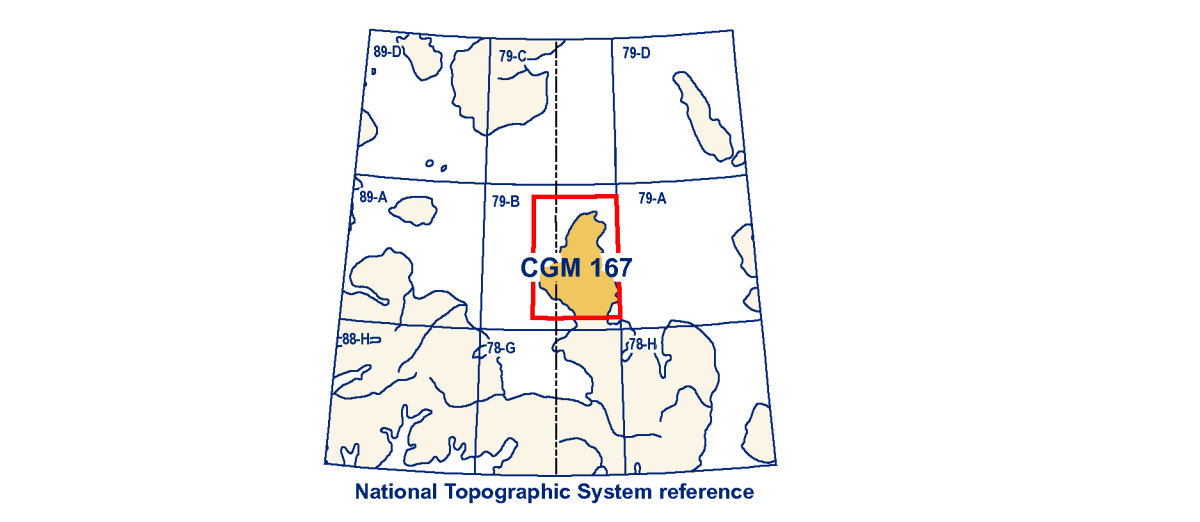 89-D
79-C
79-D
89-A
79-B
79-A
CGM 167
88-H
78-G
78-H
National Topographic System reference